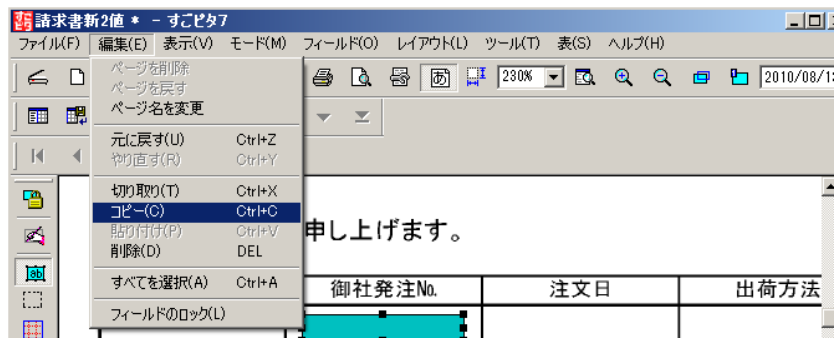 請求書新2値 * - すごピタ7
ファイル(F) 編集(E) 表示(V) モード(M) フィールド(O) レイアウト(L) ツール(T) 表(S) ヘルプ(H)
ページを削除
ページを戻す
ページ名を変更
元に戻す(U) Ctrl+Z
やり直す(R) Ctrl+Y
切り取り(T) Ctrl+X
コピー(C) Ctrl+C
貼り付け(P) Ctrl+V
削除(D) DEL
すべてを選択(A) Ctrl+A
フィールドのロック(L)
あ 230% 2010/08/13
ab
申し上げます。
御社発注No. 注文日 出荷方法